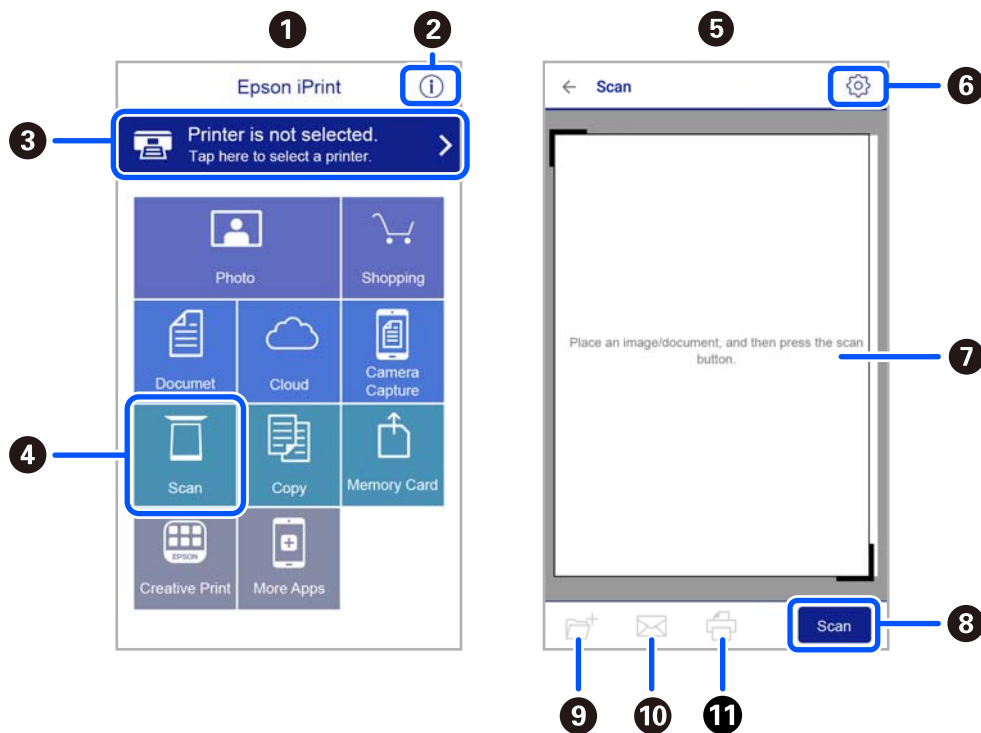 1
2
5
Epson iPrint
Scan
6
3
Printer is not selected.
Tap here to select a printer.
Photo
Shopping
Place an image/document, and then press the scan
button.
7
Documet
Cloud
Camera
Capture
4
Scan
Copy
Memory Card
EPSON
Creative Print
More Apps
Scan
8
9
10
11